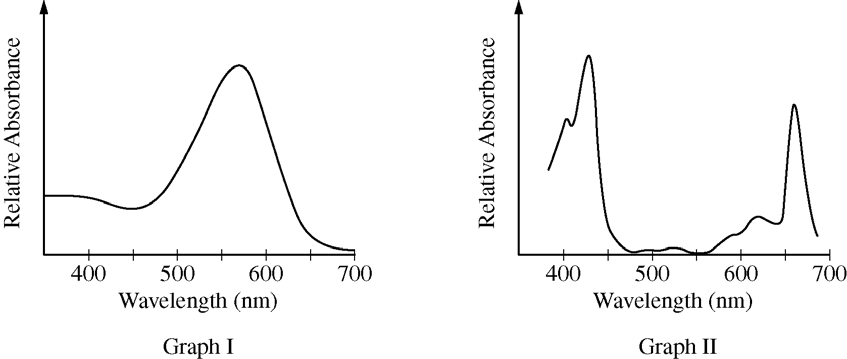 Relative Absorbance
400 500 600 700
Wavelength (nm)
Graph I
Relative Absorbance
400 500 600 700
Wavelength (nm)
Graph II